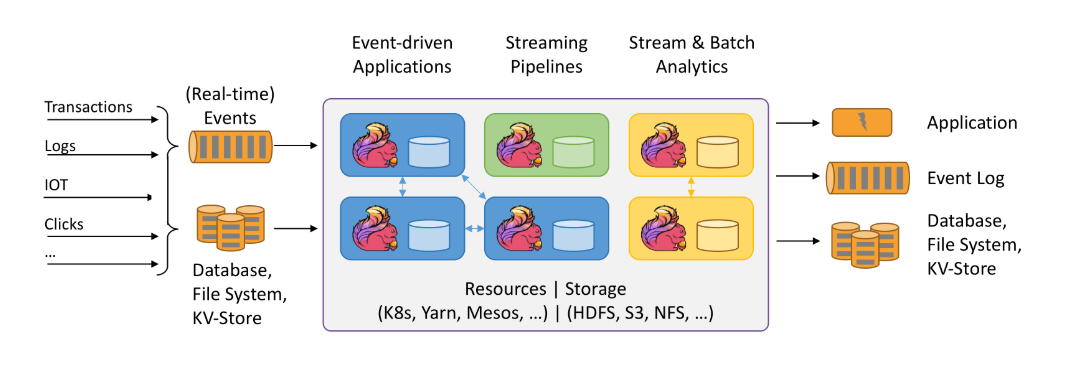 Event-driven
Applications
Streaming
Pipelines
Stream & Batch
Analytics
Transactions
Logs
IOT
Clicks
...
(Real-time)
Events
Database,
File System,
KV-Store
Resources | Storage
(K8s, Yarn, Mesos, ...) | (HDFS, S3, NFS, ...)
Application
Event Log
Database,
File System,
KV-Store